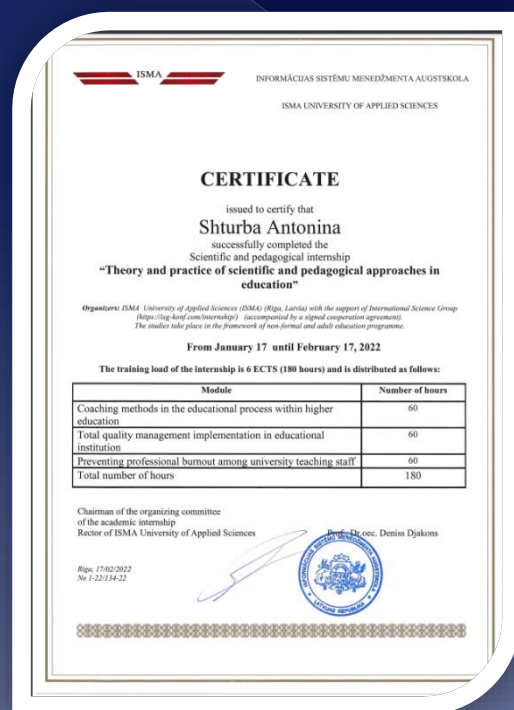 ISMA
INFORMĀCIJAS SISTĒMU MENEDŽMENTA AUGSTSKOLA
ISMA UNIVERSITY OF APPLIED SCIENCES
CERTIFICATE
issued to certify that
Shturba Antonina
successfully completed the
Scientific and pedagogical internship
“Theory and practice of scientific and pedagogical approaches in
education”
Organizers: ISMA University of Applied Sciences (ISMA) (Riga, Latvia) with the support of International Science Group
(https://isg-konf.com/internship/) (accompanied by a signed cooperation agreement).
The studies take place in the framework of non-formal and adult education programme.
From January 17 until February 17, 2022
The training load of the internship is 6 ECTS (180 hours) and is distributed as follows:
Module Number of hours
Coaching methods in the educational process within higher 60
education
Total quality management implementation in educational 60
institution
Preventing professional burnout among university teaching staff 60
Total number of hours 180
Chairman of the organizing committee
of the academic internship
Rector of ISMA University of Applied Sciences Prof., Dr.oec. Deniss Djakons
Riga, 17/02/2022
No 1-22/134-22
INFORMĀCIJAS SISTĒMU MENEDŽMENTA AUGSTSKOLA
LATVIJAS REPUBLIKA